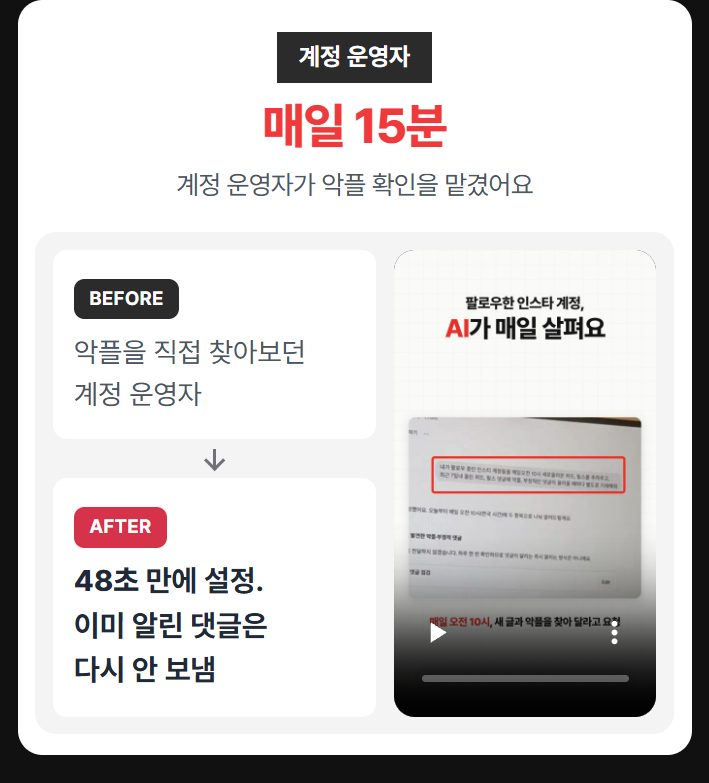 계정 운영자
매일 15분
계정 운영자가 악플 확인을 맡겼어요
BEFORE
악플을 직접 찾아보던
계정 운영자
AFTER
48초 만에 설정.
이미 알린 댓글은
다시 안 보냄
팔로우한 인스타 계정,
AI가 매일 살펴요
매일 오전 10시, 새 글과 악플을 찾아 달라고 요청